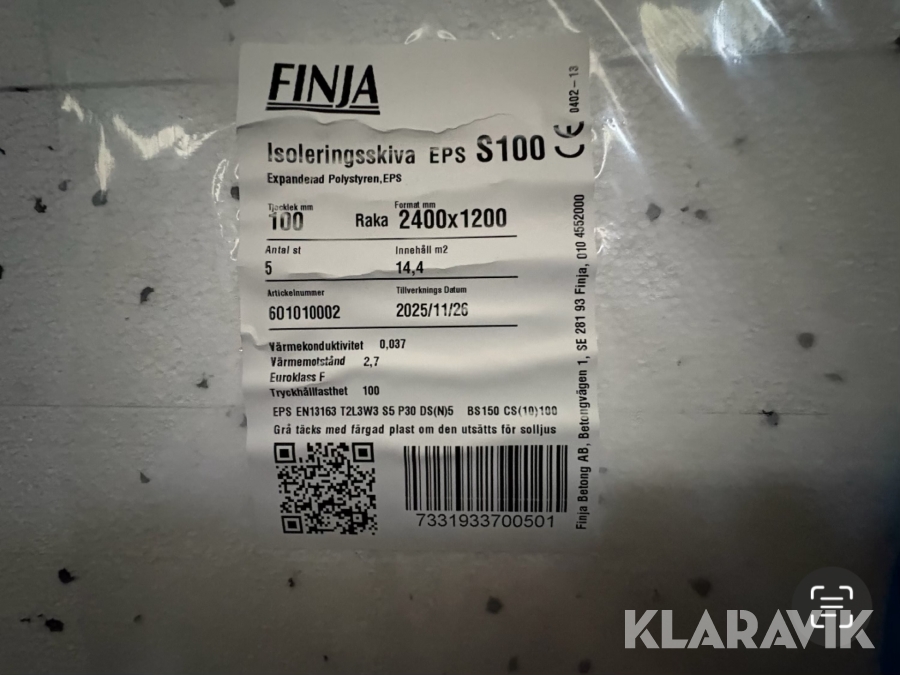 FINJA
0402-13
Isoleringsskiva EPS S100 CE
Expanderad Polystyren,EPS
Tjocklek mm
100
Format mm
Raka 2400x1200
Antal st
5
Innehåll m2
14,4
Artikelnummer
601010002
Tillverknings Datum
2025/11/26
Värmekonduktivitet 0,037
Värmemotstånd 2,7
Euroklass F
Tryckhållfasthet 100
EPS EN13163 T2L3W3 S5 P30 DS(N)5 BS150 CS(10)100
Grå täcks med färgad plast om den utsätts för solljus
7331933700501
Finja Betong AB, Betongvägen 1, SE 281 93 Finja, 010 4552000
KLARAVIK